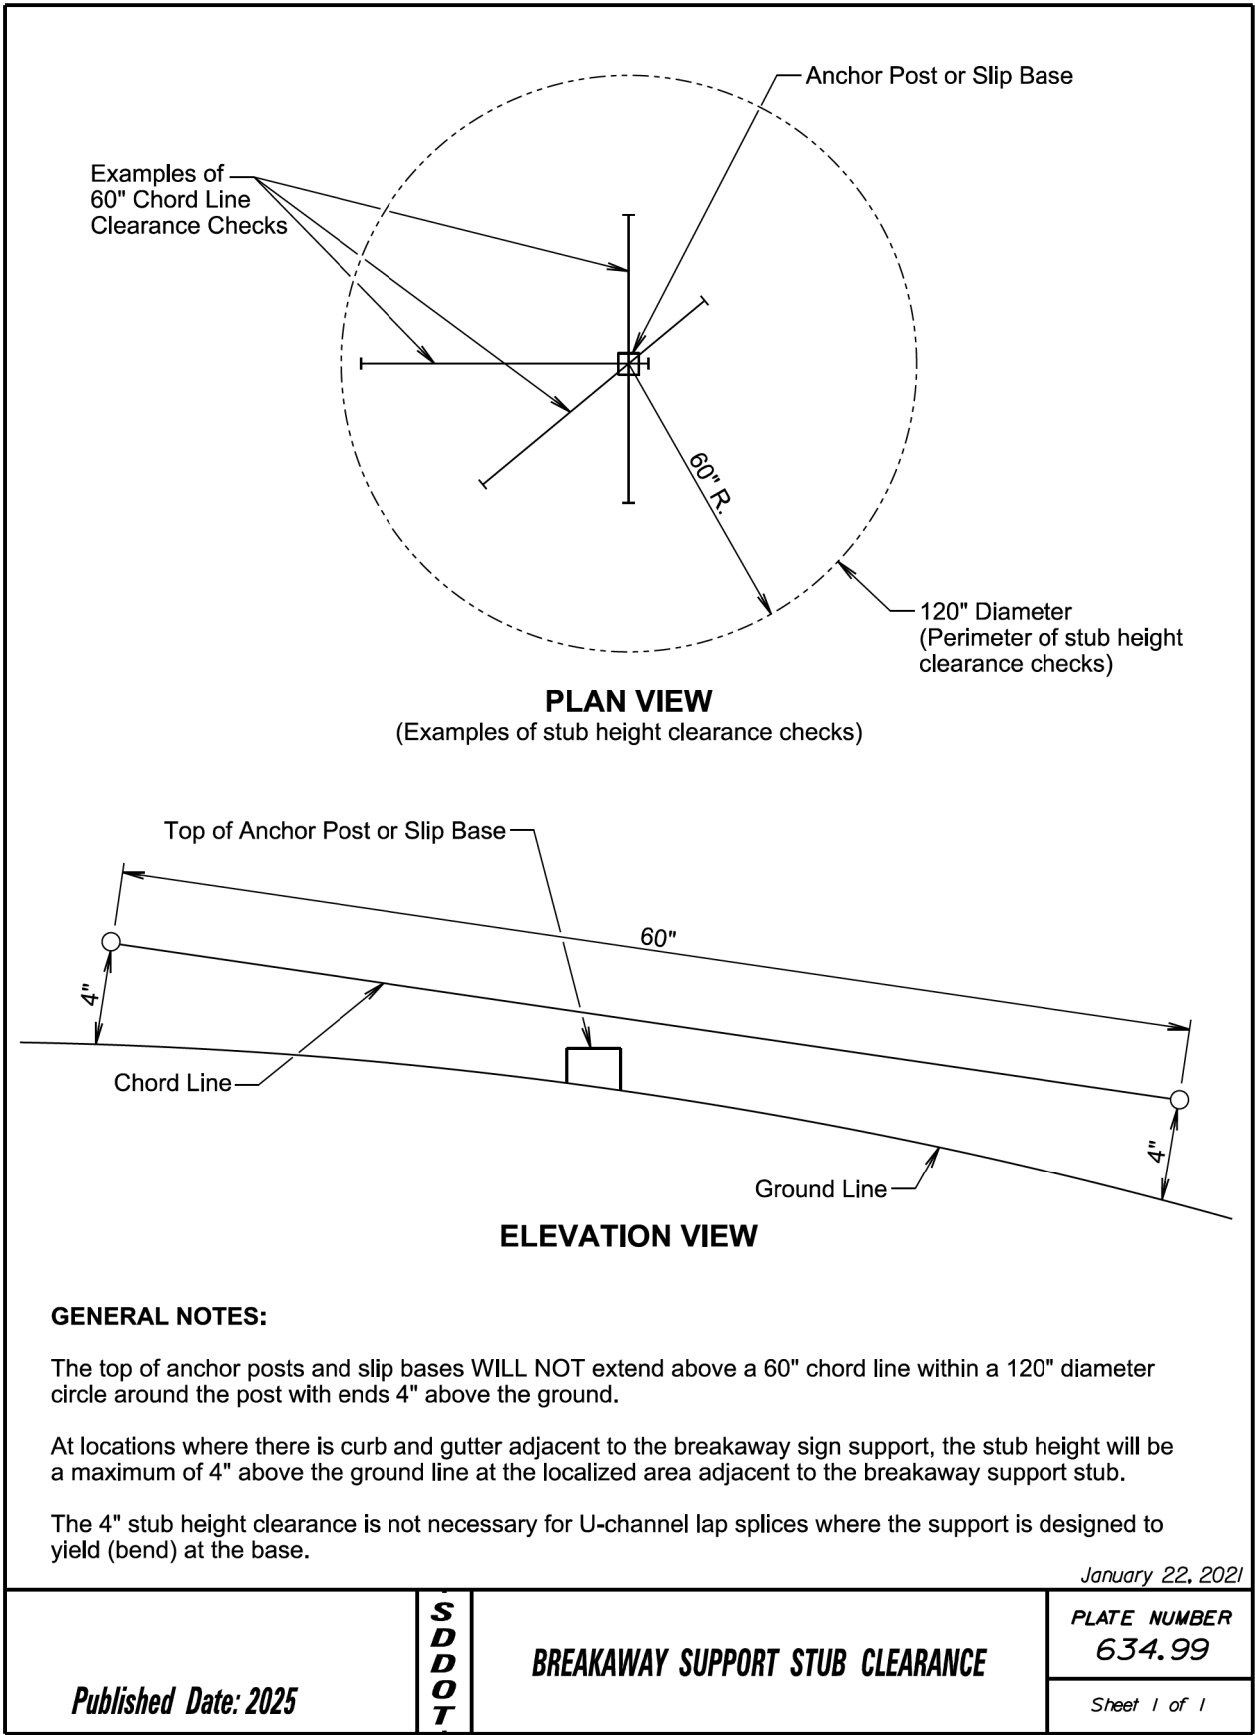 Anchor Post or Slip Base
Examples of
60" Chord Line
Clearance Checks
60" R.
120" Diameter
(Perimeter of stub height
clearance checks)
PLAN VIEW
(Examples of stub height clearance checks)
Top of Anchor Post or Slip Base
60"
4"
Chord Line
4"
Ground Line
ELEVATION VIEW
GENERAL NOTES:
The top of anchor posts and slip bases WILL NOT extend above a 60" chord line within a 120" diameter
circle around the post with ends 4" above the ground.
At locations where there is curb and gutter adjacent to the breakaway sign support, the stub height will be
a maximum of 4" above the ground line at the localized area adjacent to the breakaway support stub.
The 4" stub height clearance is not necessary for U-channel lap splices where the support is designed to
yield (bend) at the base.
January 22, 2021
Published Date: 2025
SDDOT
BREAKAWAY SUPPORT STUB CLEARANCE
PLATE NUMBER
634.99
Sheet 1 of 1